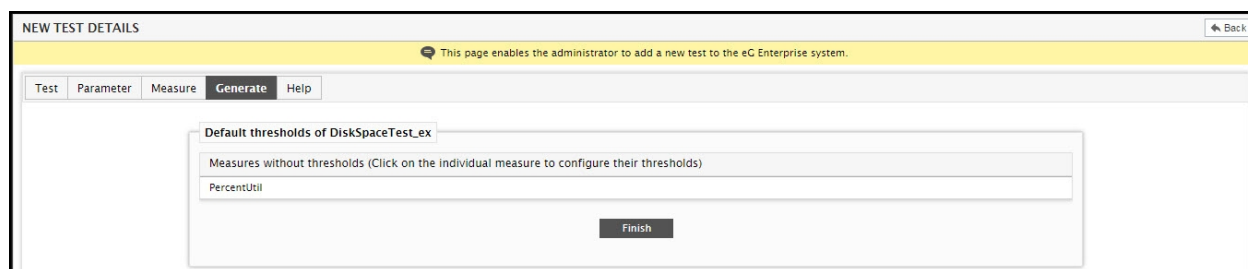 NEW TEST DETAILS
Back
This page enables the administrator to add a new test to the eG Enterprise system.
Test Parameter Measure Generate Help
Default thresholds of DiskSpaceTest_ex
Measures without thresholds (Click on the individual measure to configure their thresholds)
PercentUtil
Finish